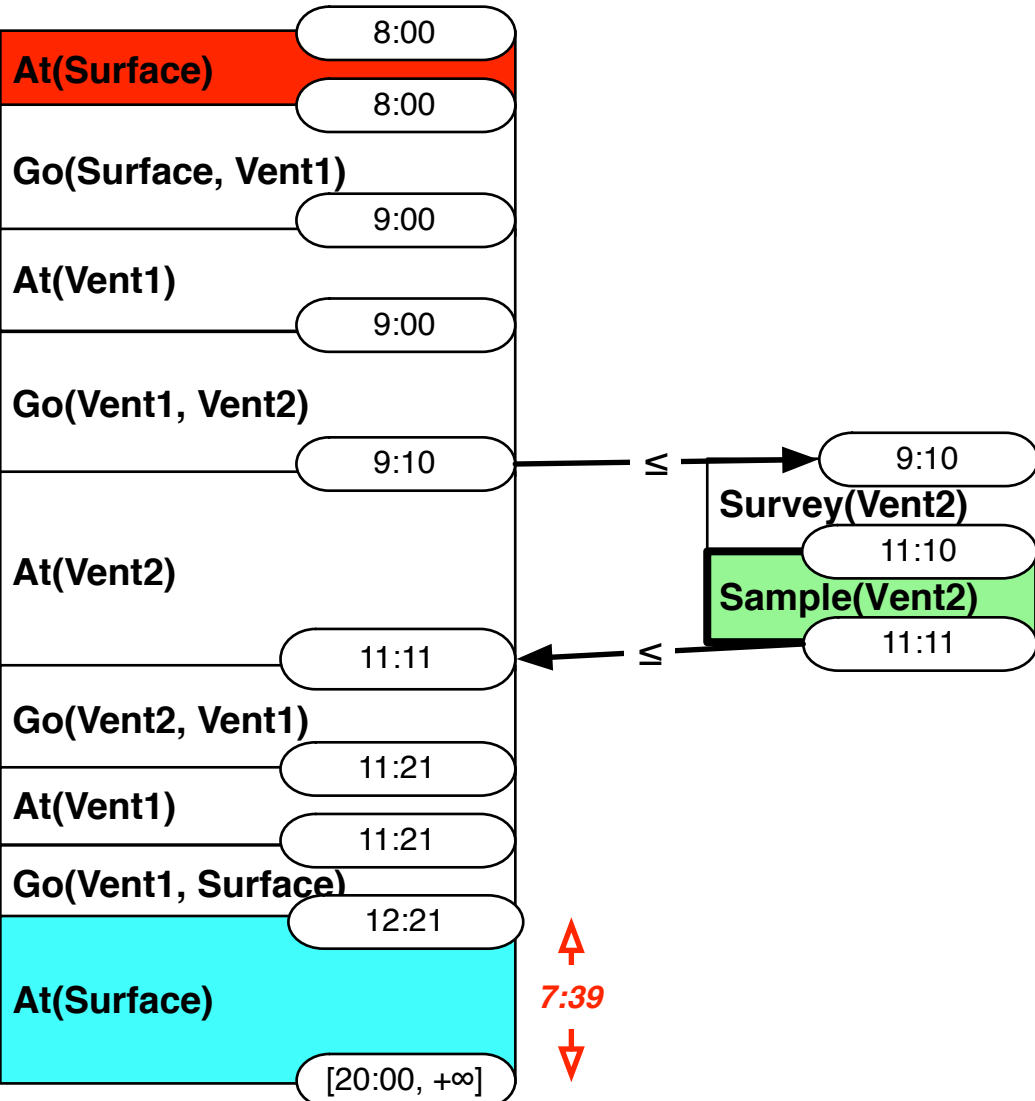 8:00
At(Surface)
8:00
Go(Surface, Vent1)
9:00
At(Vent1)
9:00
Go(Vent1, Vent2)
9:10
≤
9:10
Survey(Vent2)
11:10
At(Vent2)
Sample(Vent2)
11:11
≤
11:11
Go(Vent2, Vent1)
11:21
At(Vent1)
11:21
Go(Vent1, Surface)
12:21
At(Surface)
7:39
[20:00, +∞]